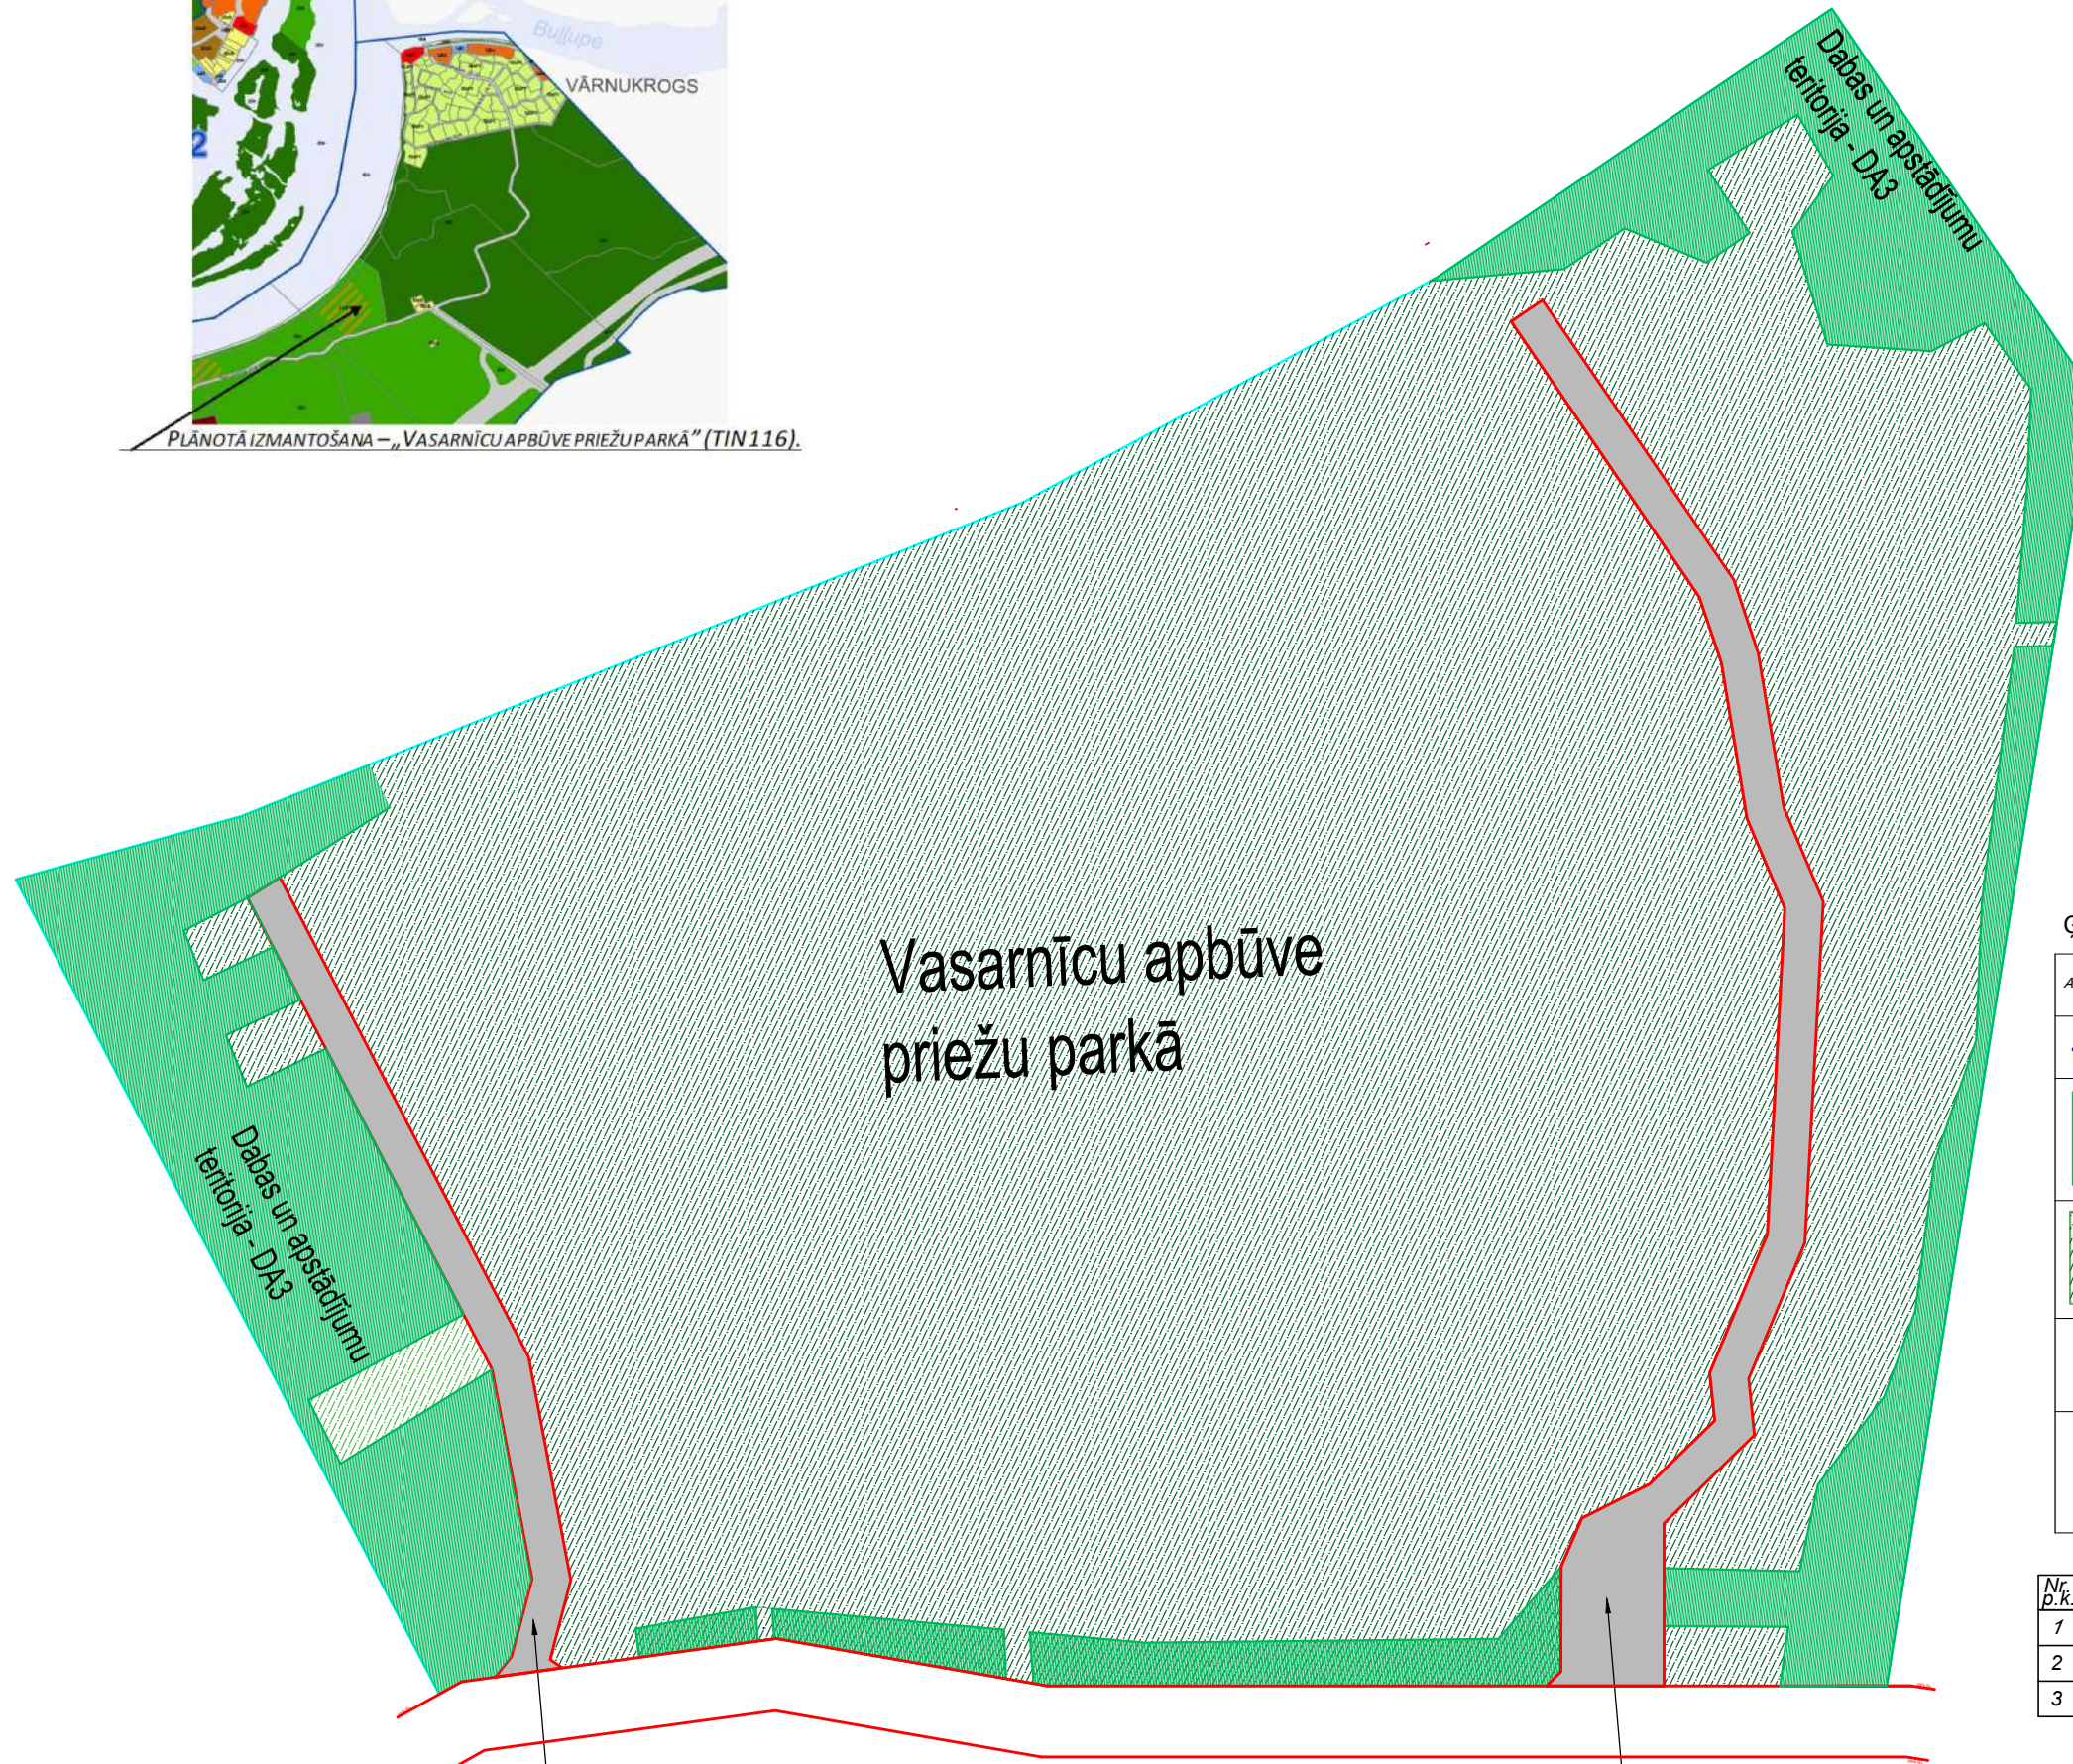 Buļļupe
VĀRNUKROGS
2
PLĀNOTĀ IZMANTOŠANA – „VASARNĪCU APBŪVE PRIEŽU PARKĀ” (TIN116).
Dabas un apstādījumu
teritorija - DA3
Vasarnīcu apbūve
priežu parkā
Dabas un apstādījumu
teritorija - DA3
Nr.
p.k.
1
2
3